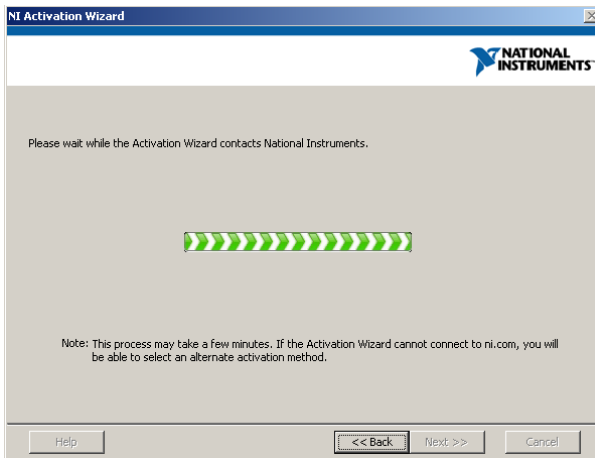 NI Activation Wizard
NATIONAL
INSTRUMENTS
Please wait while the Activation Wizard contacts National Instruments.
Note: This process may take a few minutes. If the Activation Wizard cannot connect to ni.com, you will
be able to select an alternate activation method.
Help
<< Back
Next >>
Cancel